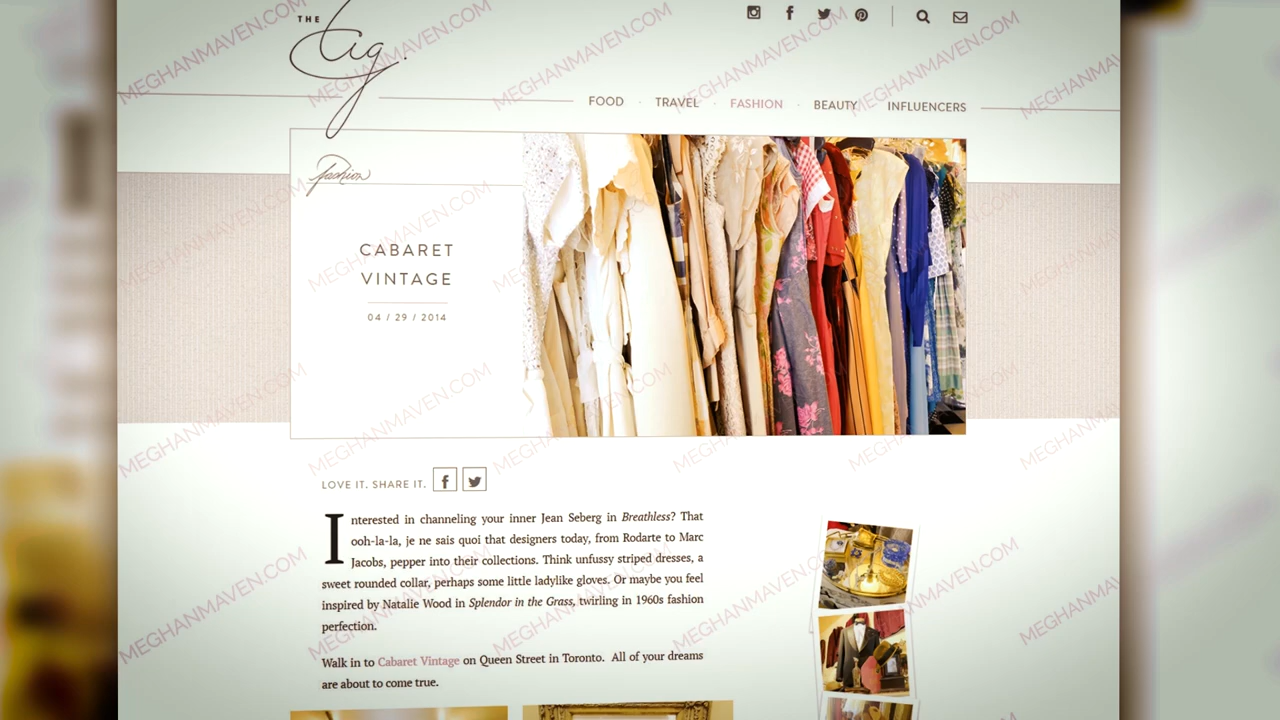 THE
Tig.
FOOD · TRAVEL · FASHION · BEAUTY INFLUENCERS
Fashion
CABARET
VINTAGE
04 / 29 / 2014
LOVE IT. SHARE IT.
Interested in channeling your inner Jean Seberg in Breathless? That
ooh-la-la, je ne sais quoi that designers today, from Rodarte to Marc
Jacobs, pepper into their collections. Think unfussy striped dresses, a
sweet rounded collar, perhaps some little ladylike gloves. Or maybe you feel
inspired by Natalie Wood in Splendor in the Grass, twirling in 1960s fashion
perfection.
Walk in to Cabaret Vintage on Queen Street in Toronto. All of your dreams
are about to come true.
MEGHANMAVEN.COM